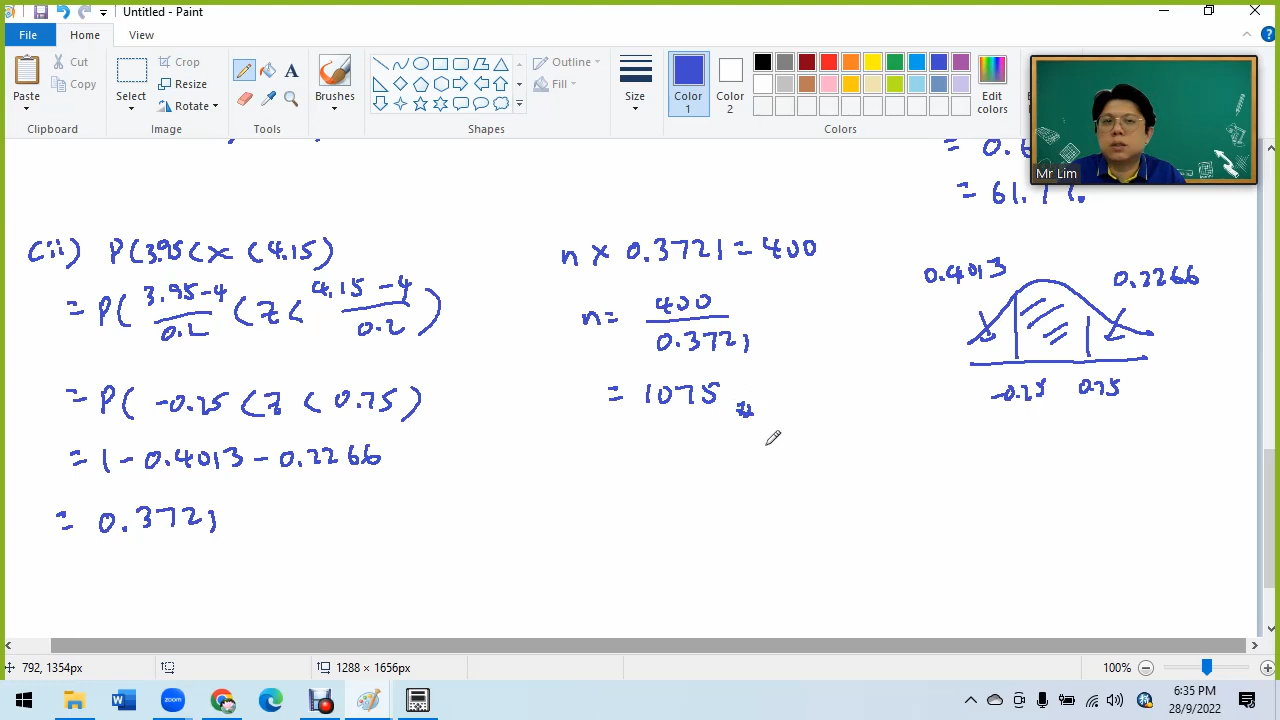 Untitled - Paint
File Home View
Cut
Copy
Paste
Clipboard
Crop
Resize
Rotate
Select
Image
Tools
Brushes
Shapes
Outline
Fill
Size
Color 1
Color 2
Edit colors
Colors
Mr Lim
= 0.6
= 61.
(ii) P(3.95 < x < 4.15)
= P( 3.95-4 / 0.2 < Z < 4.15 - 4 / 0.2 )
= P( -0.25 < Z < 0.75 )
= 1 - 0.4013 - 0.2266
= 0.3721
n x 0.3721 = 400
n = 400 / 0.3721
= 1075
0.4013 0.2266
-0.25 0.75
792, 1354px
1288 × 1656px
100%
W
zoom
6:35 PM
28/9/2022